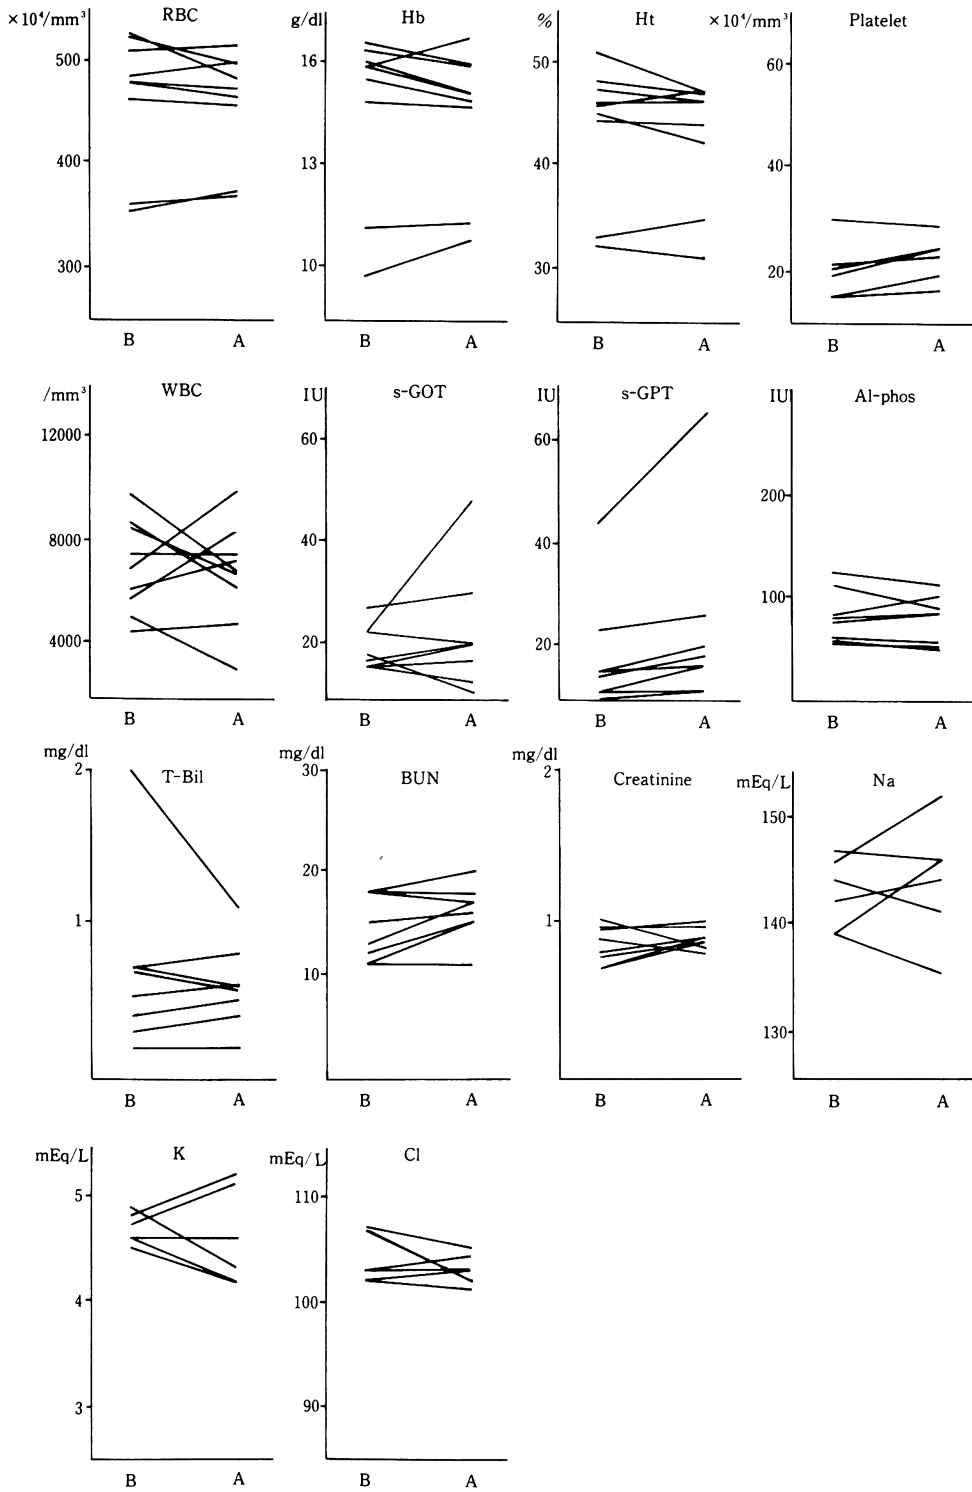 ×10⁴/mm³ RBC
500
400
300
B A
g/dl Hb
16
13
10
B A
% Ht
50
40
30
B A
×10⁴/mm³ Platelet
60
40
20
B A
/mm³ WBC
12000
8000
4000
B A
IU s-GOT
60
40
20
B A
IU s-GPT
60
40
20
B A
IU Al-phos
200
100
B A
mg/dl T-Bil
2
1
B A
mg/dl BUN
30
20
10
B A
mg/dl Creatinine
2
1
B A
mEq/L Na
150
140
130
B A
mEq/L K
5
4
3
B A
mEq/L Cl
110
100
90
B A